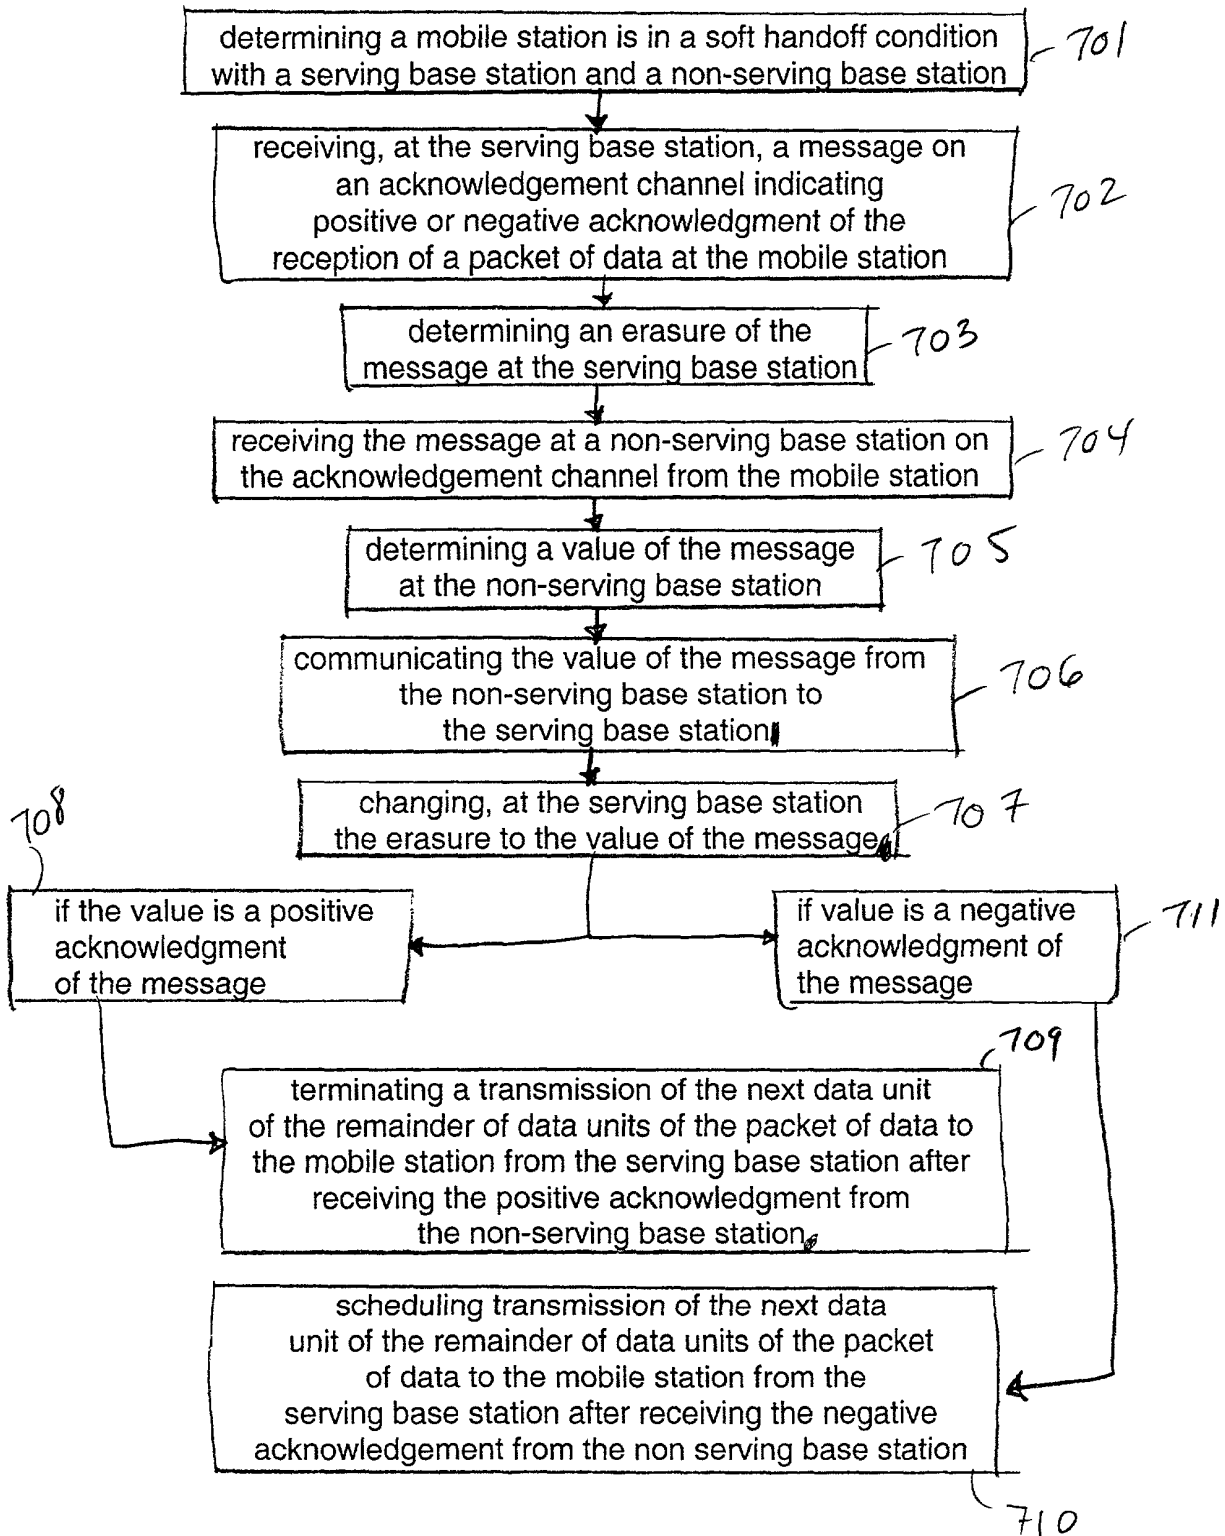 determining a mobile station is in a soft handoff condition
with a serving base station and a non-serving base station
701
receiving, at the serving base station, a message on
an acknowledgement channel indicating
positive or negative acknowledgment of the
reception of a packet of data at the mobile station
702
determining an erasure of the
message at the serving base station
703
receiving the message at a non-serving base station on
the acknowledgement channel from the mobile station
704
determining a value of the message
at the non-serving base station
705
communicating the value of the message from
the non-serving base station to
the serving base station
706
changing, at the serving base station
the erasure to the value of the message
707
708
if the value is a positive
acknowledgment
of the message
if value is a negative
acknowledgment of
the message
711
709
terminating a transmission of the next data unit
of the remainder of data units of the packet of data to
the mobile station from the serving base station after
receiving the positive acknowledgment from
the non-serving base station
scheduling transmission of the next data
unit of the remainder of data units of the packet
of data to the mobile station from the
serving base station after receiving the negative
acknowledgement from the non serving base station
710